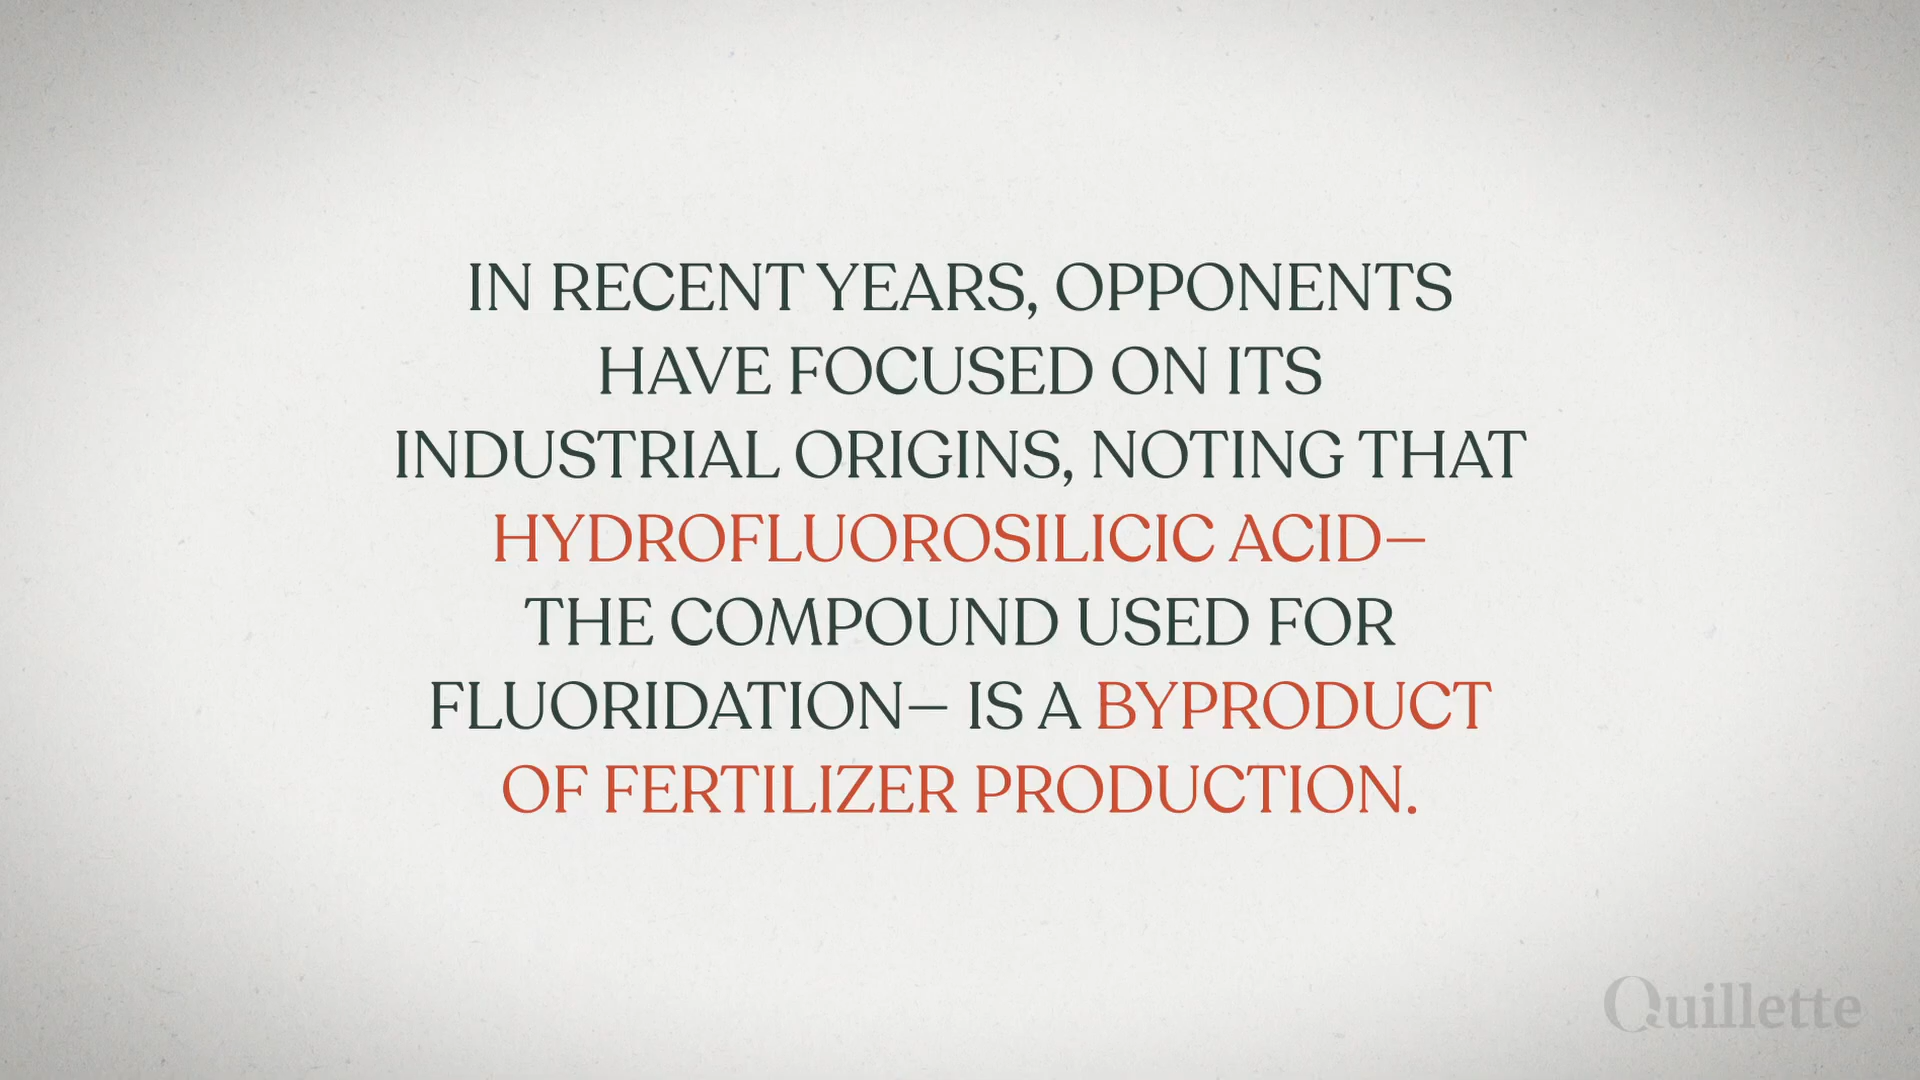 IN RECENT YEARS, OPPONENTS
HAVE FOCUSED ON ITS
INDUSTRIAL ORIGINS, NOTING THAT
HYDROFLUOROSILICIC ACID—
THE COMPOUND USED FOR
FLUORIDATION— IS A BYPRODUCT
OF FERTILIZER PRODUCTION.
Quillette